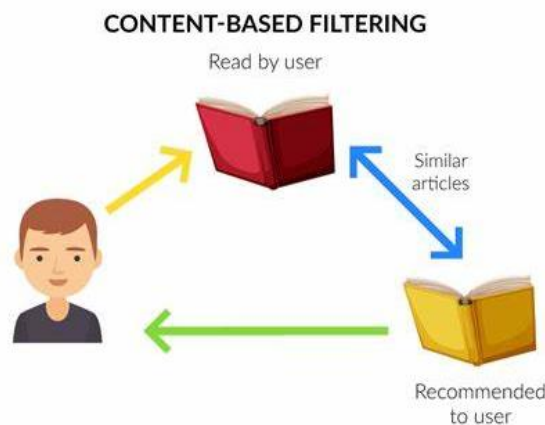 CONTENT-BASED FILTERING
Read by user
Similar
articles
Recommended
to user